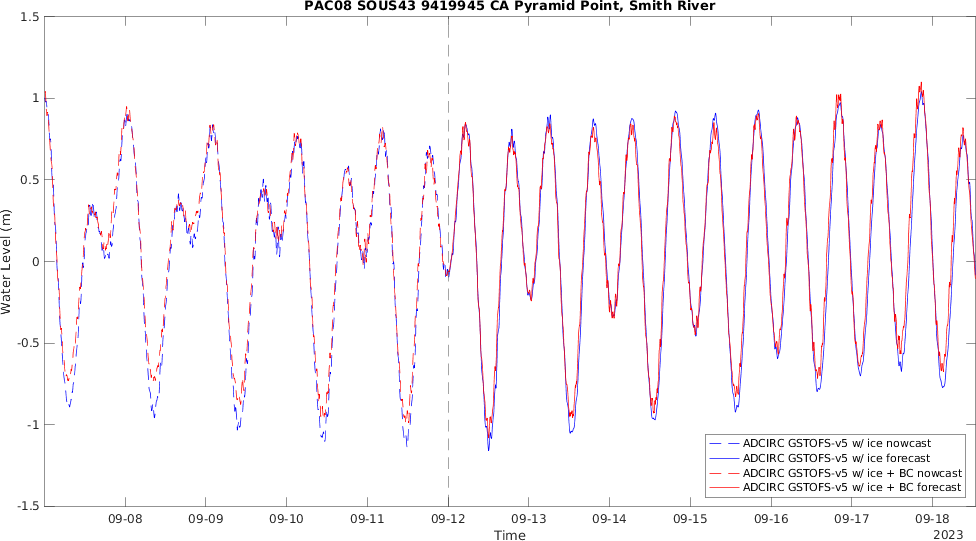 PAC08 SOUS43 9419945 CA Pyramid Point, Smith River
1.5
1
0.5
0
-0.5
-1
-1.5
Water Level (m)
09-08 09-09 09-10 09-11 09-12 09-13 09-14 09-15 09-16 09-17 09-18
Time
2023
ADCIRC GSTOFS-v5 w/ ice nowcast
ADCIRC GSTOFS-v5 w/ ice forecast
ADCIRC GSTOFS-v5 w/ ice + BC nowcast
ADCIRC GSTOFS-v5 w/ ice + BC forecast